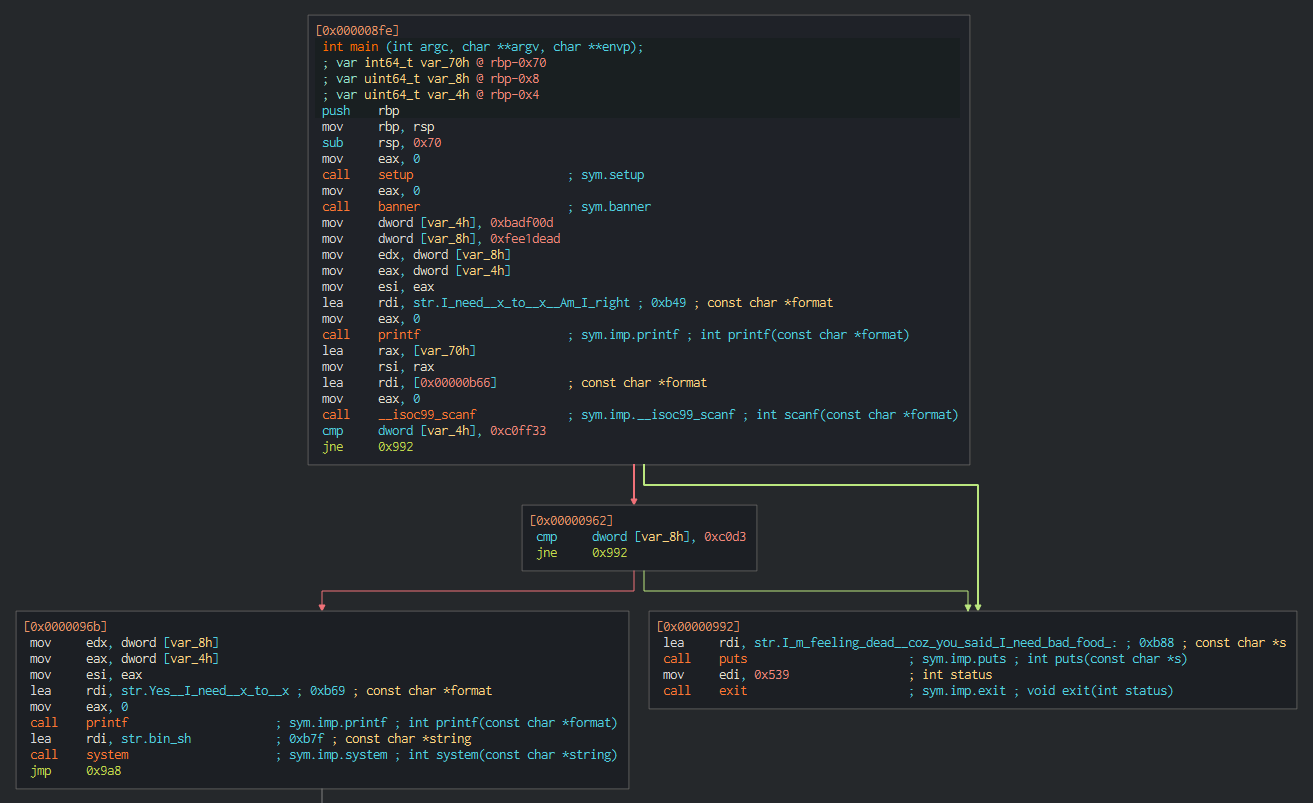 [0x000008fe]
int main (int argc, char **argv, char **envp);
; var int64_t var_70h @ rbp-0x70
; var uint64_t var_8h @ rbp-0x8
; var uint64_t var_4h @ rbp-0x4
push rbp
mov rbp, rsp
sub rsp, 0x70
mov eax, 0
call setup ; sym.setup
mov eax, 0
call banner ; sym.banner
mov dword [var_4h], 0xbadf00d
mov dword [var_8h], 0xfee1dead
mov edx, dword [var_8h]
mov eax, dword [var_4h]
mov esi, eax
lea rdi, str.I_need__x_to__x__Am_I_right ; 0xb49 ; const char *format
mov eax, 0
call printf ; sym.imp.printf ; int printf(const char *format)
lea rax, [var_70h]
mov rsi, rax
lea rdi, [0x00000b66] ; const char *format
mov eax, 0
call __isoc99_scanf ; sym.imp.__isoc99_scanf ; int scanf(const char *format)
cmp dword [var_4h], 0xc0ff33
jne 0x992
[0x00000962]
cmp dword [var_8h], 0xc0d3
jne 0x992
[0x0000096b]
mov edx, dword [var_8h]
mov eax, dword [var_4h]
mov esi, eax
lea rdi, str.Yes__I_need__x_to__x ; 0xb69 ; const char *format
mov eax, 0
call printf ; sym.imp.printf ; int printf(const char *format)
lea rdi, str.bin_sh ; 0xb7f ; const char *string
call system ; sym.imp.system ; int system(const char *string)
jmp 0x9a8
[0x00000992]
lea rdi, str.I_m_feeling_dead__coz_you_said_I_need_bad_food_: ; 0xb88 ; const char *s
call puts ; sym.imp.puts ; int puts(const char *s)
mov edi, 0x539 ; int status
call exit ; sym.imp.exit ; void exit(int status)